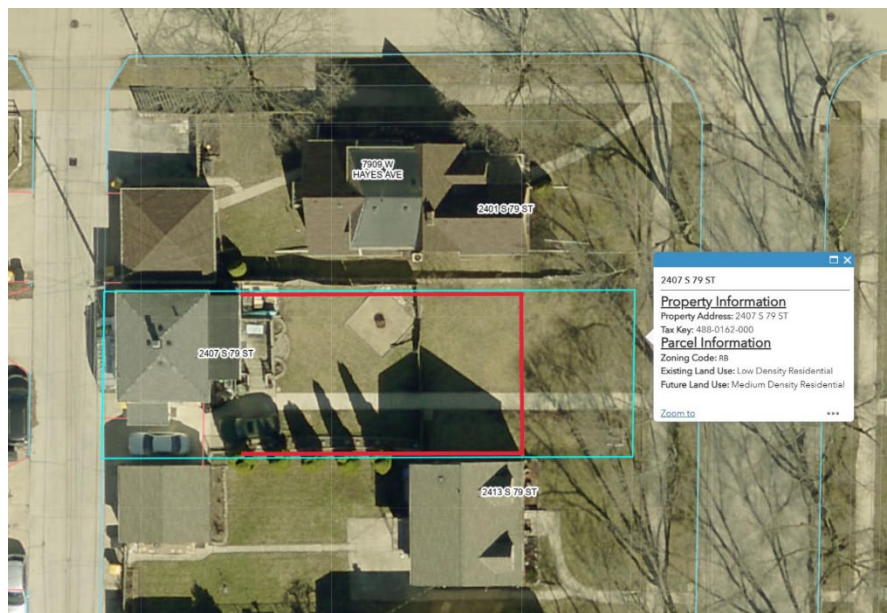 7909 W
HAYES AVE
2401 S 79 ST
2407 S 79 ST
Property Information
Property Address: 2407 S 79 ST
Tax Key: 488-0162-000
Parcel Information
Zoning Code: RB
Existing Land Use: Low Density Residential
Future Land Use: Medium Density Residential
Zoom to
2407 S 79 ST
2413 S 79 ST